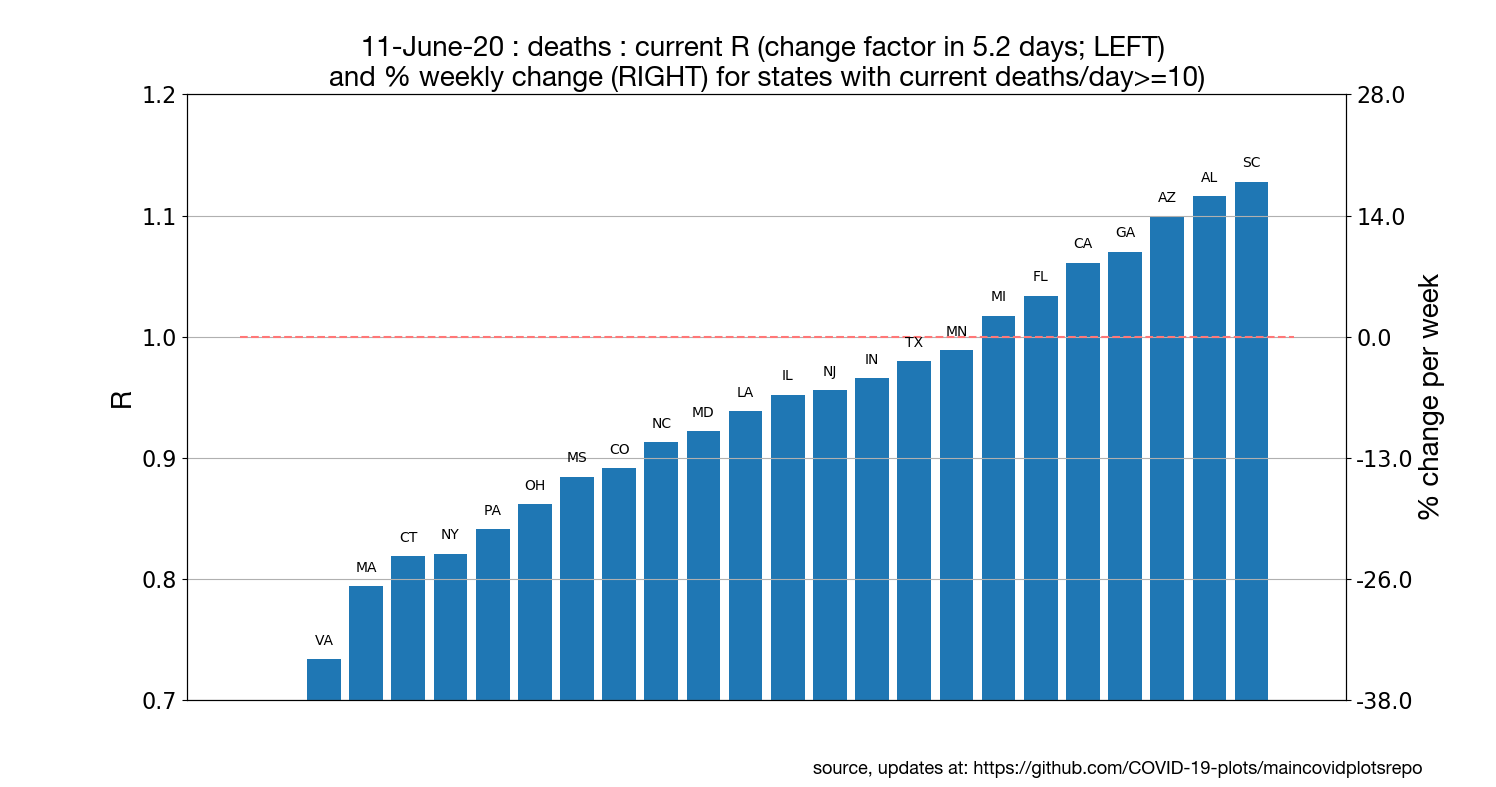 11-June-20 : deaths : current R (change factor in 5.2 days; LEFT)
and % weekly change (RIGHT) for states with current deaths/day>=10)
1.2
1.1
1.0
0.9
0.8
0.7
R
VA
MA
CT
NY
PA
OH
MS
CO
NC
MD
LA
IL
NJ
IN
TX
MN
MI
FL
CA
GA
AZ
AL
SC
28.0
14.0
0.0
-13.0
-26.0
-38.0
% change per week
source, updates at: https://github.com/COVID-19-plots/maincovidplotsrepo